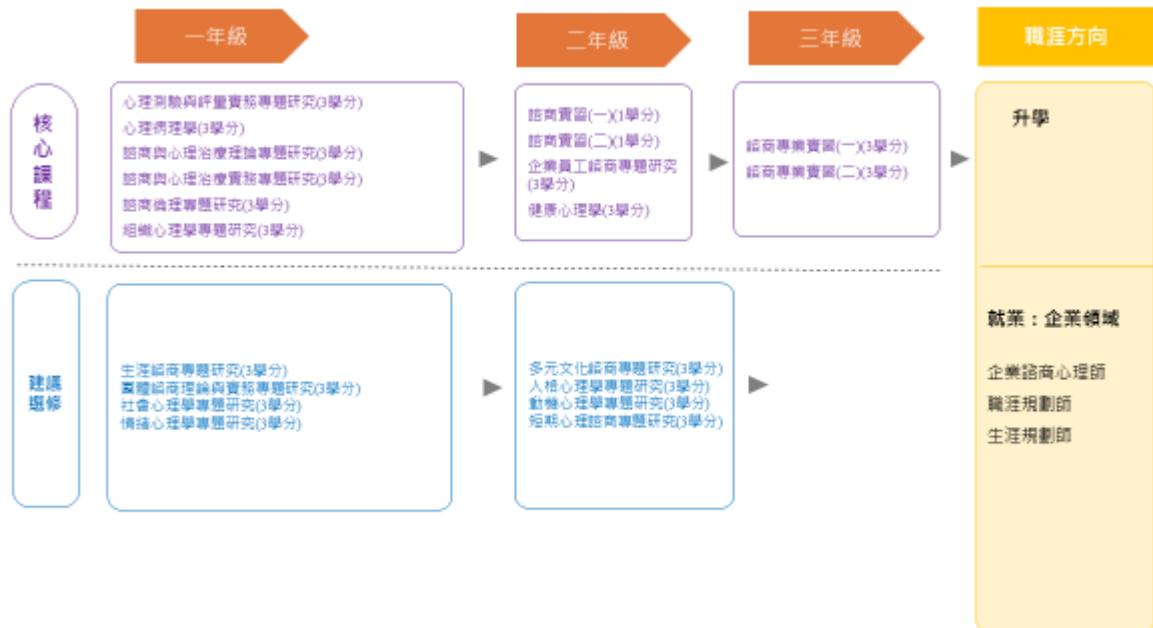 一年級
二年級
三年級
職涯方向
核心課程
心理測驗與評量實務專題研究(3學分)
心理病理學(3學分)
諮商與心理治療理論專題研究(3學分)
諮商與心理治療實務專題研究(3學分)
諮商倫理專題研究(3學分)
組織心理學專題研究(3學分)
諮商實習(一)(1學分)
諮商實習(二)(1學分)
企業員工諮商專題研究
(3學分)
健康心理學(3學分)
諮商專業實習(一)(3學分)
諮商專業實習(二)(3學分)
升學
建議
選修
生涯諮商專題研究(3學分)
團體諮商理論與實務專題研究(3學分)
社會心理學專題研究(3學分)
情緒心理學專題研究(3學分)
多元文化諮商專題研究(3學分)
人格心理學專題研究(3學分)
動機心理學專題研究(3學分)
短期心理諮商專題研究(3學分)
就業：企業領域
企業諮商心理師
職涯規劃師
生涯規劃師